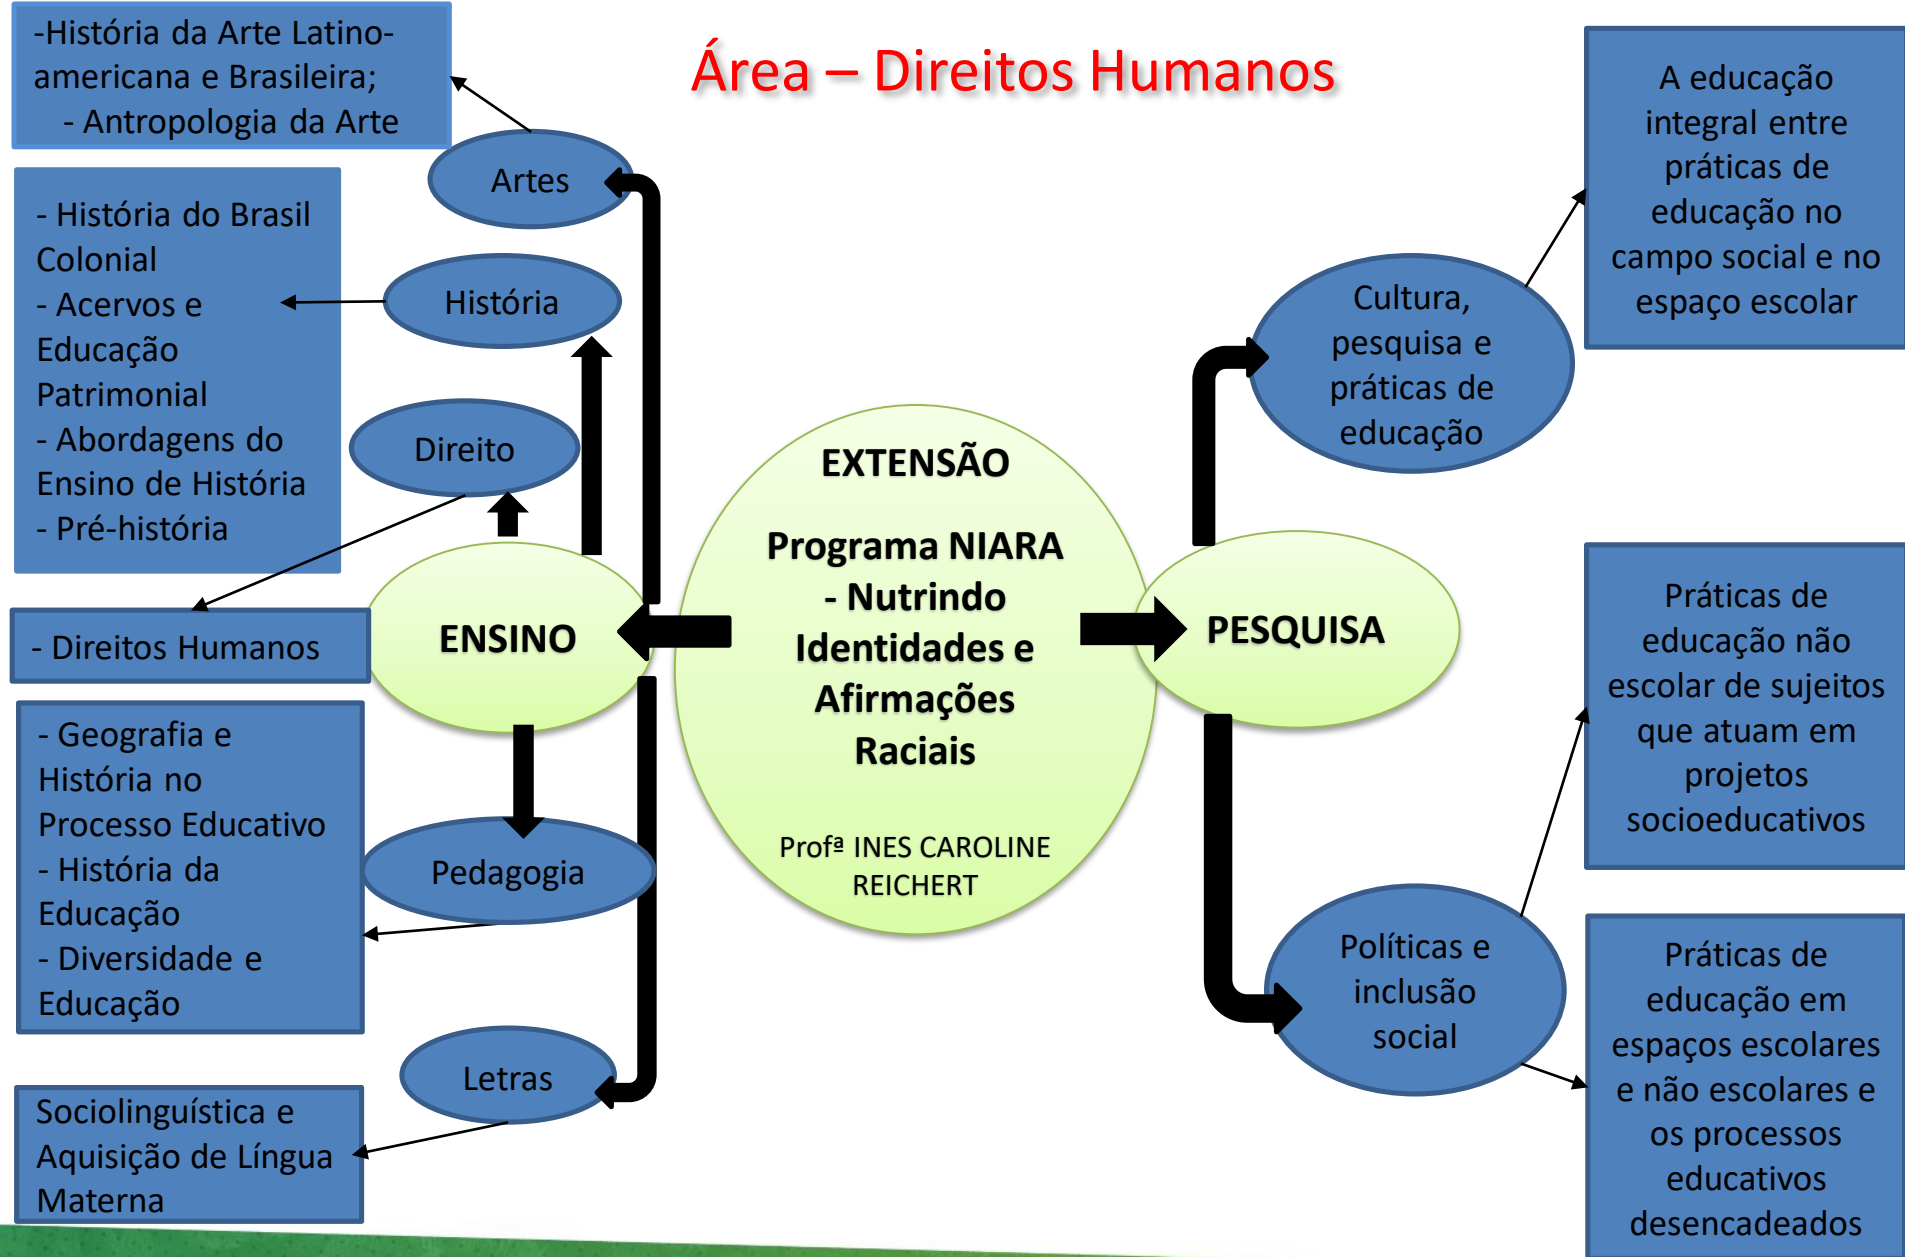 Área – Direitos Humanos
-História da Arte Latino-
americana e Brasileira;
- Antropologia da Arte
Artes
- História do Brasil
Colonial
- Acervos e
Educação
Patrimonial
- Abordagens do
Ensino de História
- Pré-história
História
Direito
- Direitos Humanos
ENSINO
- Geografia e
História no
Processo Educativo
- História da
Educação
- Diversidade e
Educação
Pedagogia
Letras
Sociolinguística e
Aquisição de Língua
Materna
EXTENSÃO
Programa NIARA
- Nutrindo
Identidades e
Afirmações
Raciais
Profª INES CAROLINE
REICHERT
PESQUISA
Cultura,
pesquisa e
práticas de
educação
A educação
integral entre
práticas de
educação no
campo social e no
espaço escolar
Políticas e
inclusão
social
Práticas de
educação não
escolar de sujeitos
que atuam em
projetos
socioeducativos
Práticas de
educação em
espaços escolares
e não escolares e
os processos
educativos
desencadeados